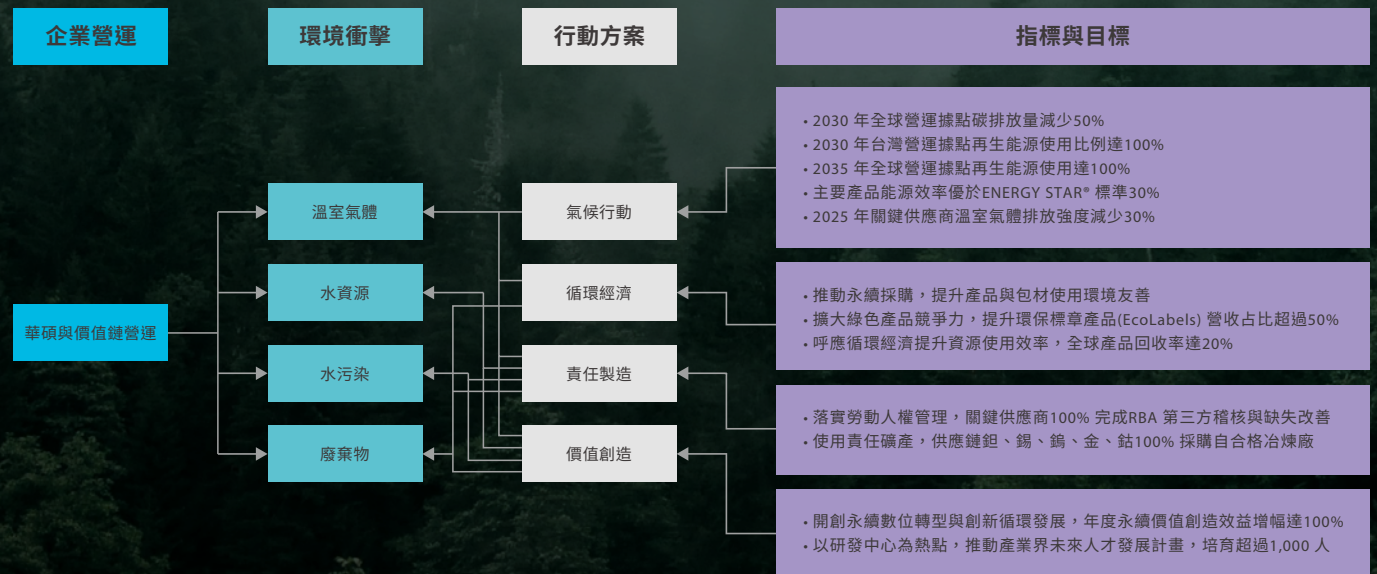 企業營運
環境衝擊
行動方案
指標與目標
• 2030 年全球營運據點碳排放量減少50%
• 2030 年台灣營運據點再生能源使用比例達100%
• 2035 年全球營運據點再生能源使用達100%
• 主要產品能源效率優於ENERGY STAR® 標準30%
• 2025 年關鍵供應商溫室氣體排放強度減少30%
溫室氣體
氣候行動
水資源
循環經濟
• 推動永續採購，提升產品與包材使用環境友善
• 擴大綠色產品競爭力，提升環保標章產品(EcoLabels) 營收占比超過50%
• 呼應循環經濟提升資源使用效率，全球產品回收率達20%
華碩與價值鏈營運
水污染
責任製造
• 落實勞動人權管理，關鍵供應商100% 完成RBA 第三方稽核與缺失改善
• 使用責任礦產，供應鏈鉭、錫、鎢、金、鈷100% 採購自合格冶煉廠
廢棄物
價值創造
• 開創永續數位轉型與創新循環發展，年度永續價值創造效益增幅達100%
• 以研發中心為熱點，推動產業界未來人才發展計畫，培育超過1,000 人